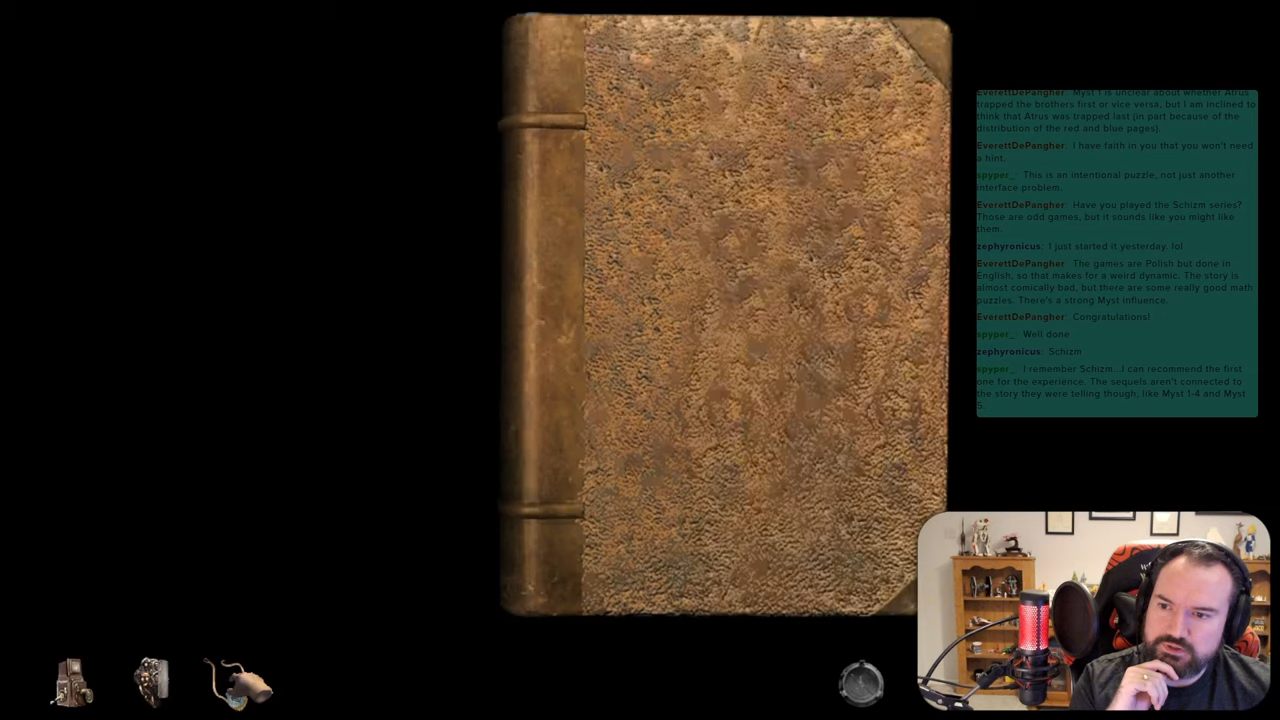 EverettDePangher: Myst 1 is unclear about whether Atrus
trapped the brothers first or vice versa, but I am inclined to
think that Atrus was trapped last (in part because of the
distribution of the red and blue pages).
EverettDePangher: I have faith in you that you won't need
a hint.
spyper_: This is an intentional puzzle, not just another
interface problem.
EverettDePangher: Have you played the Schizm series?
Those are odd games, but it sounds like you might like
them.
zephyronicus: I just started it yesterday. lol
EverettDePangher: The games are Polish but done in
English, so that makes for a weird dynamic: The story is
almost comically bad, but there are some really good math
puzzles. There's a strong Myst influence.
EverettDePangher: Congratulations!
spyper_: Well done
zephyronicus: Schizm
spyper_: I remember Schizm...I can recommend the first
one for the experience. The sequels aren't connected to
the story they were telling though, like Myst 1-4 and Myst
5.